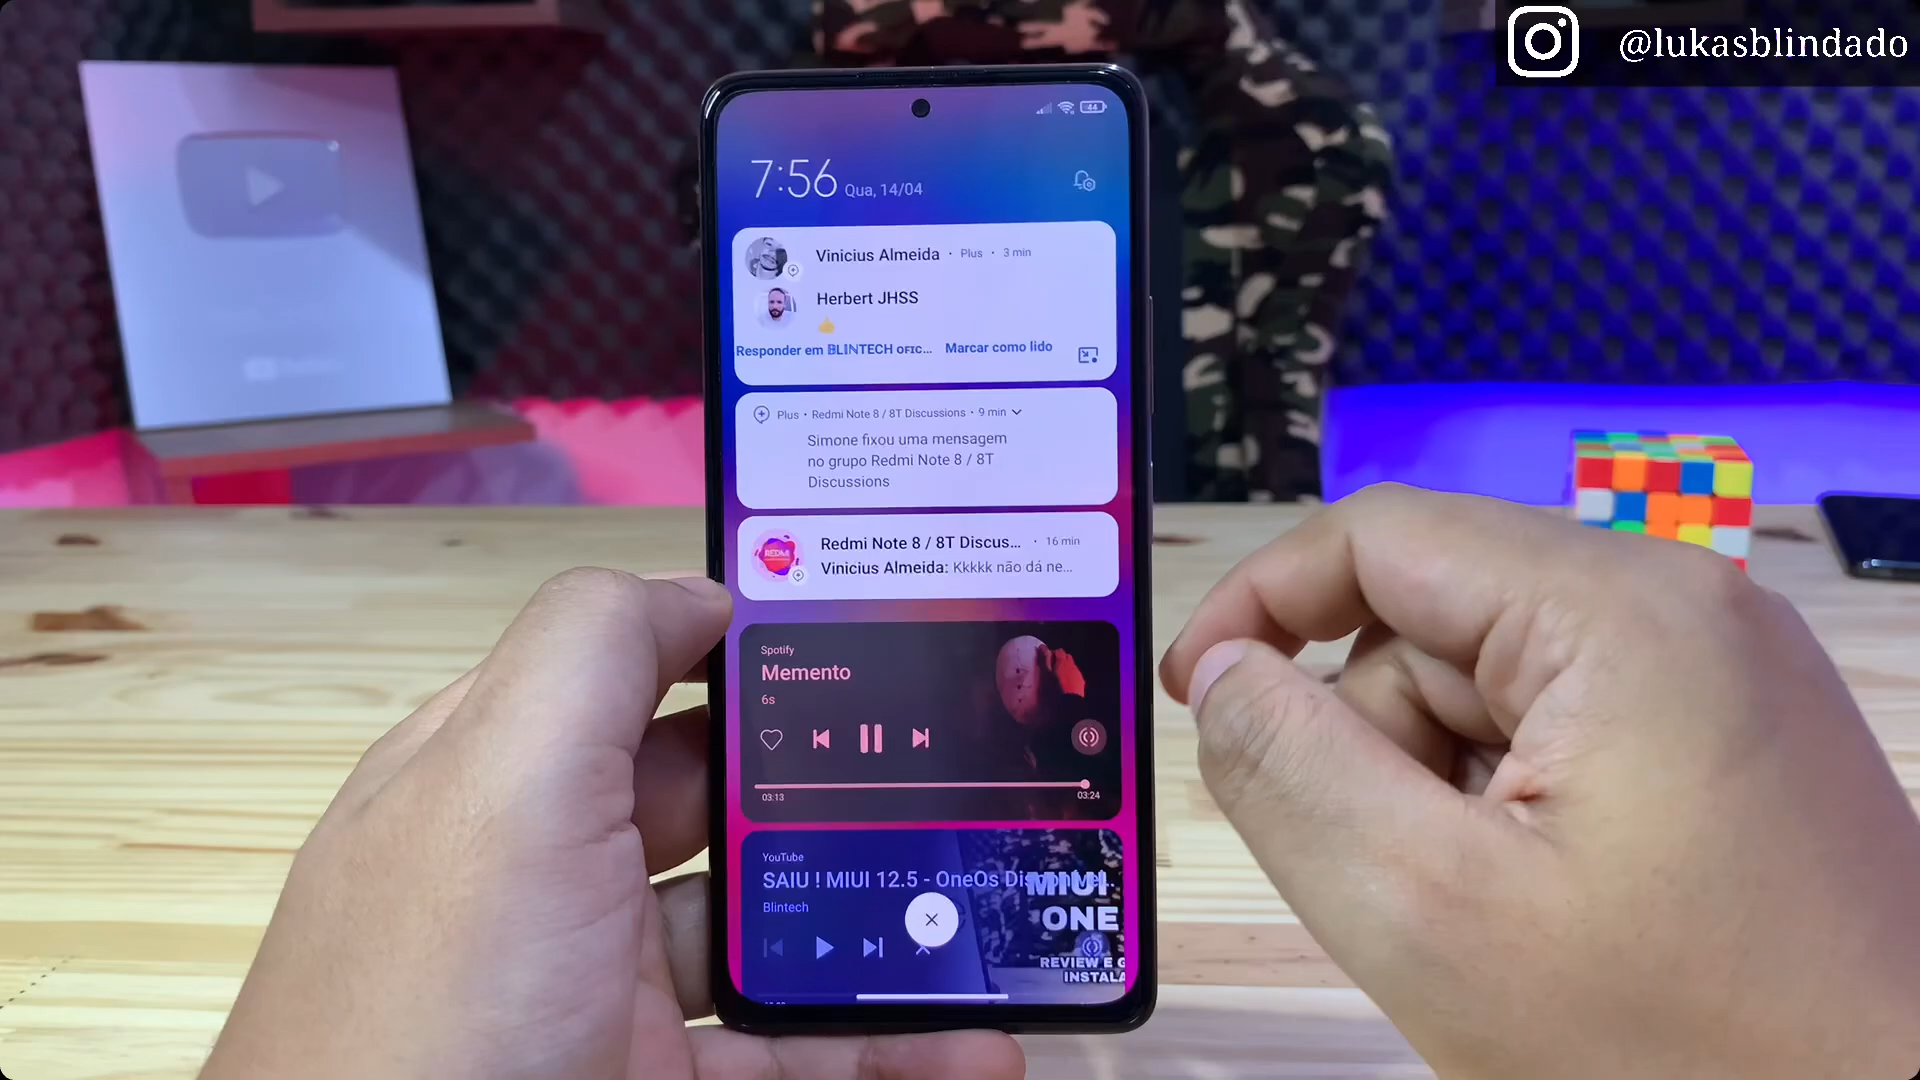 @lukasblindado
44
7:56 Qua, 14/04
Vinicius Almeida · Plus · 3 min
Herbert JHSS
Responder em BLINTECH OFIC... Marcar como lido
Plus • Redmi Note 8 / 8T Discussions • 9 min
Simone fixou uma mensagem
no grupo Redmi Note 8 / 8T
Discussions
Redmi Note 8 / 8T Discus... · 16 min
Vinicius Almeida: Kkkkk não dá ne...
REDMI
Spotify
Memento
6s
03:13
03:24
YouTube
SAIU ! MIUI 12.5 - OneOs
Blintech
MIUI
ONE
REVIEW E G
INSTALA